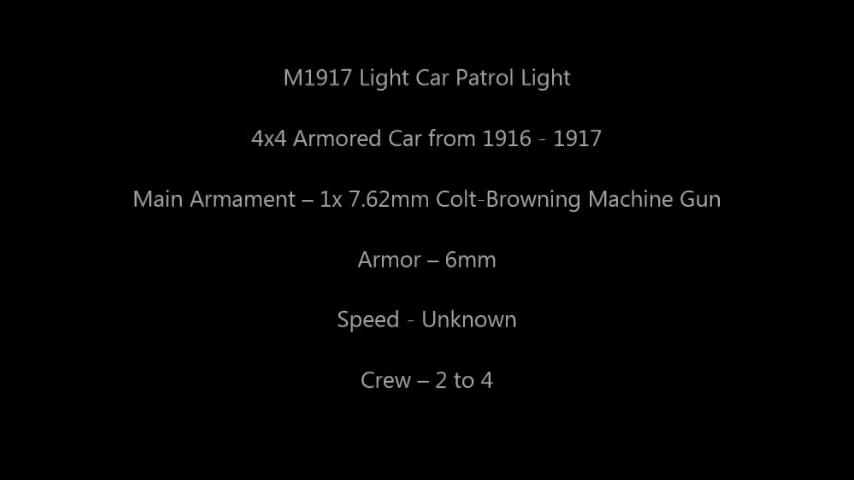 M1917 Light Car Patrol Light
4x4 Armored Car from 1916 - 1917
Main Armament – 1x 7.62mm Colt-Browning Machine Gun
Armor – 6mm
Speed - Unknown
Crew – 2 to 4